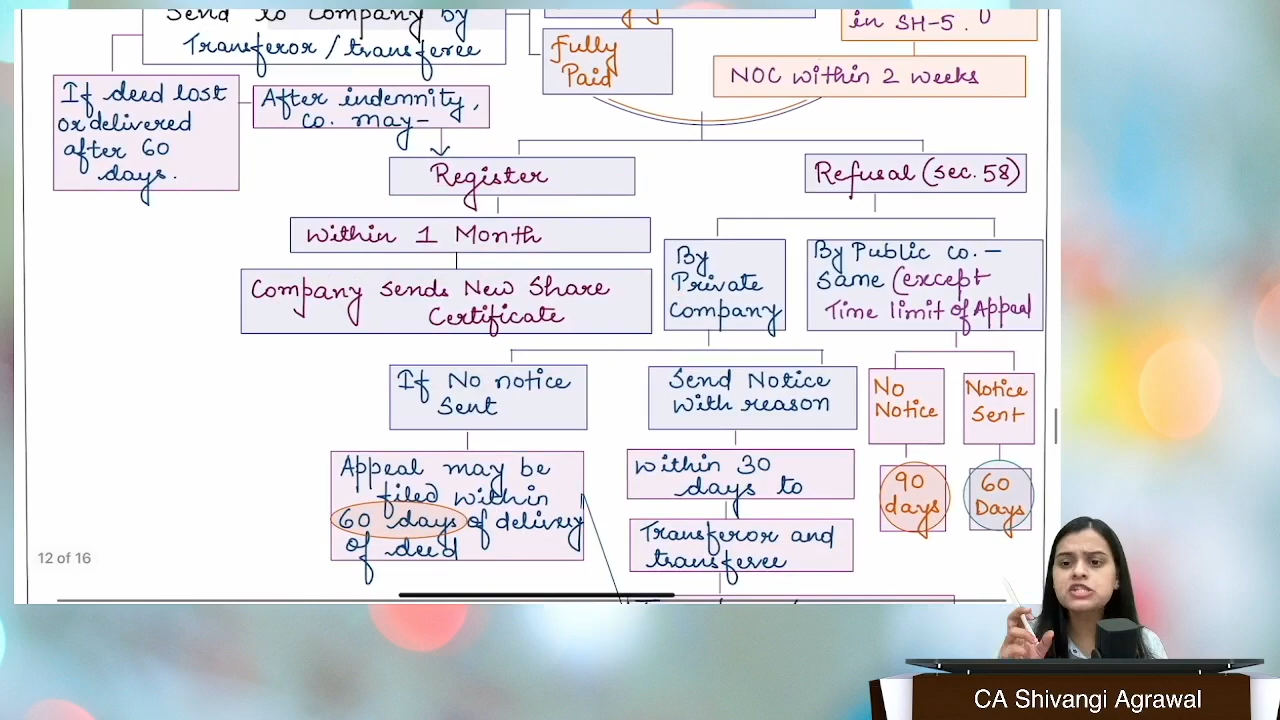 Send to Company by
Transferor / transferee
Fully
Paid
in SH-5.
NOC within 2 weeks
If deed lost
or delivered
after 60
days.
After indemnity,
co. may-
Register
Refusal (sec. 58)
within 1 Month
Company sends New Share
Certificate
By
Private
Company
By Public co. -
Same (except
Time limit of Appeal
If No notice
Sent
Send Notice
With reason
No
Notice
Notice
Sent
Appeal may be
filed within
60 days of delivery
of deed
within 30
days to
90
days
60
Days
Transferor and
transferee
12 of 16
CA Shivangi Agrawal